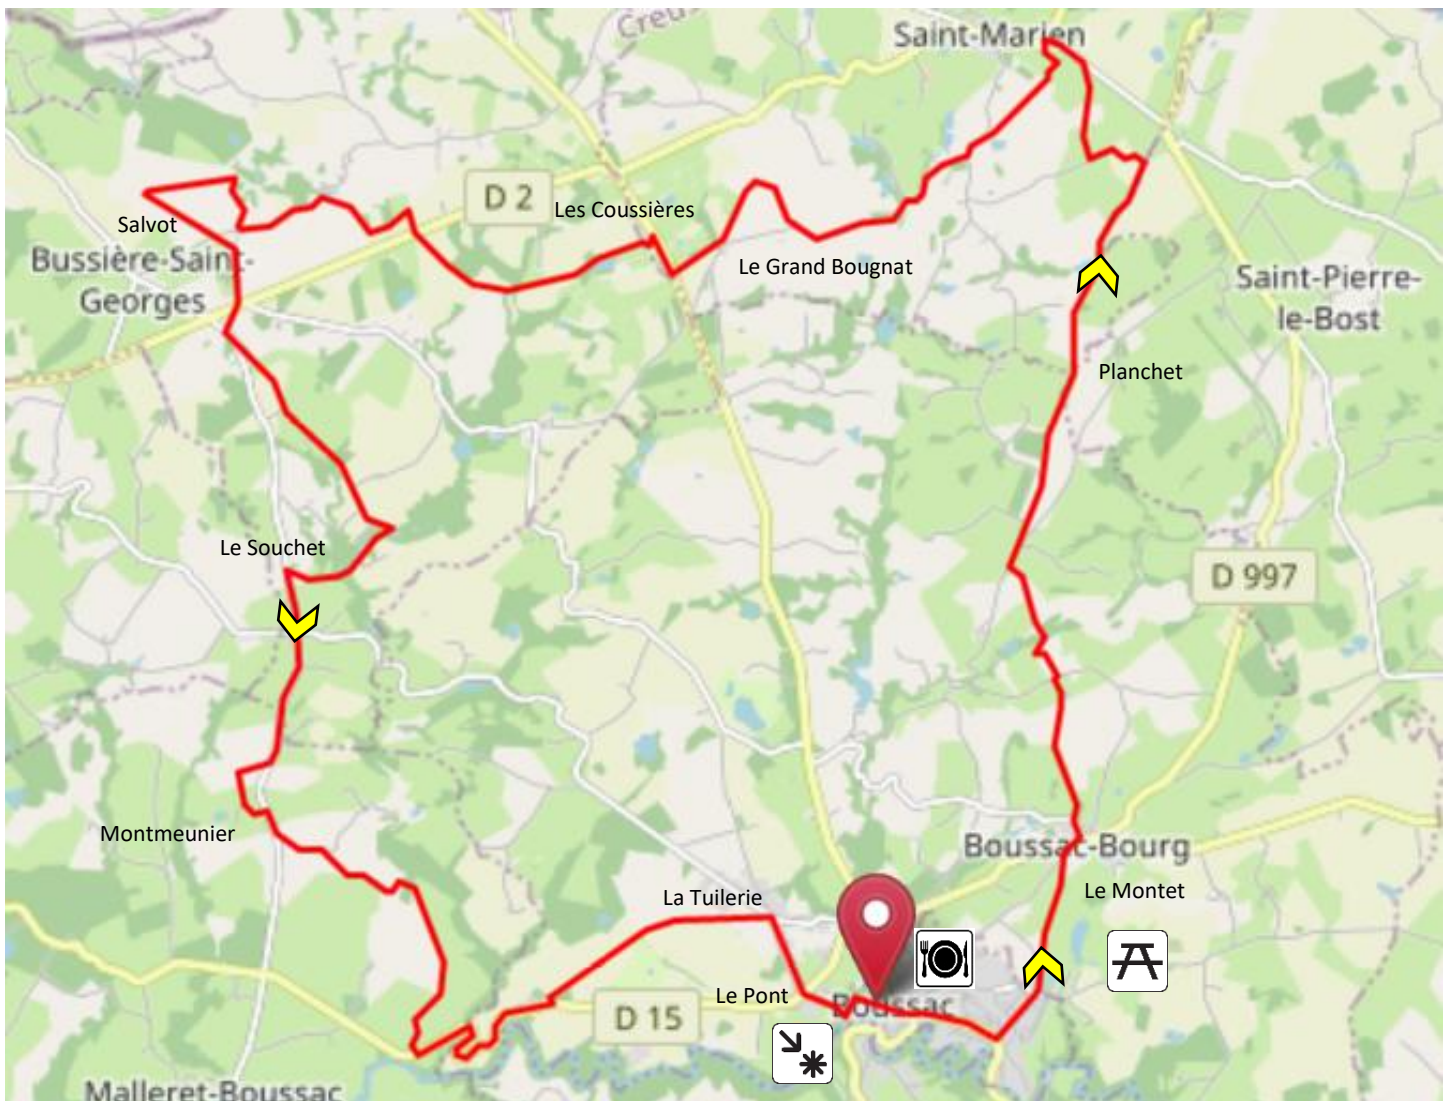 Creus
Saint-Marien
D 2
Les Coussières
Salvot
Bussière-Saint-
Georges
Le Grand Bougnat
Saint-Pierre-
le-Bost
Planchet
Le Souchet
D 997
Montmeunier
Boussac-Bourg
La Tuilerie
Le Montet
Le Pont
Boussac
D 15
Malleret-Boussac